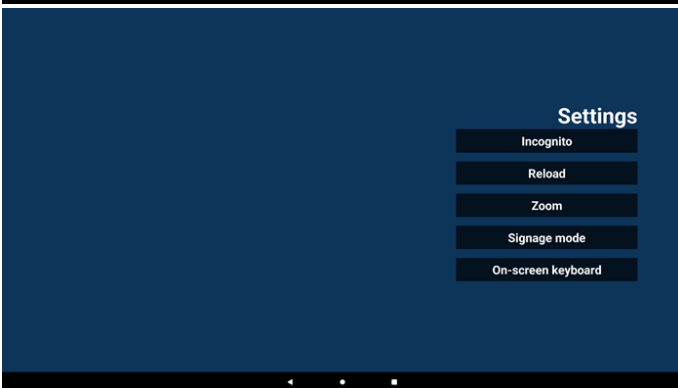 Settings
Incognito
Reload
Zoom
Signage mode
On-screen keyboard